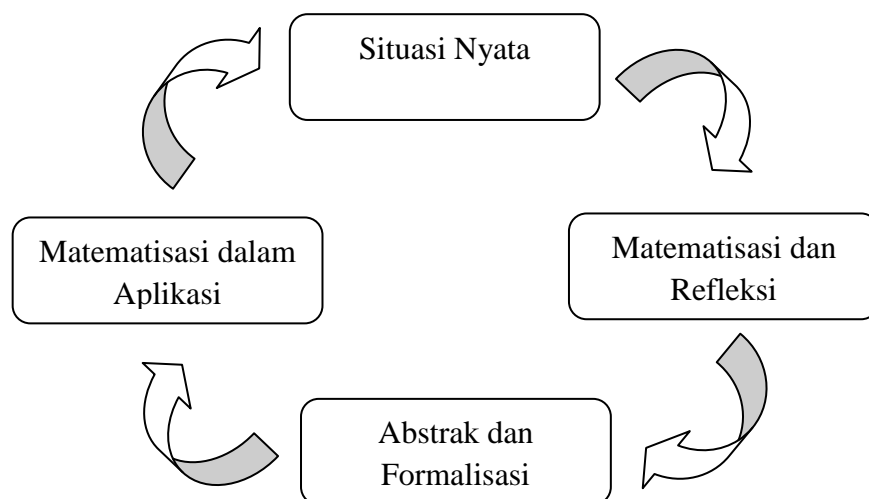 Situasi Nyata
Matematisasi dan
Refleksi
Abstrak dan
Formalisasi
Matematisasi dalam
Aplikasi